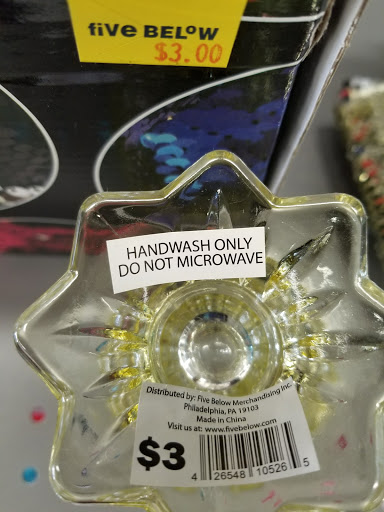 five BELOW
$3.00
HANDWASH ONLY
DO NOT MICROWAVE
Distributed by: Five Below Merchandising Inc.
Philadelphia, PA 19103
Made in China
Visit us at: www.fivebelow.com
$3
4 26548 10526 5